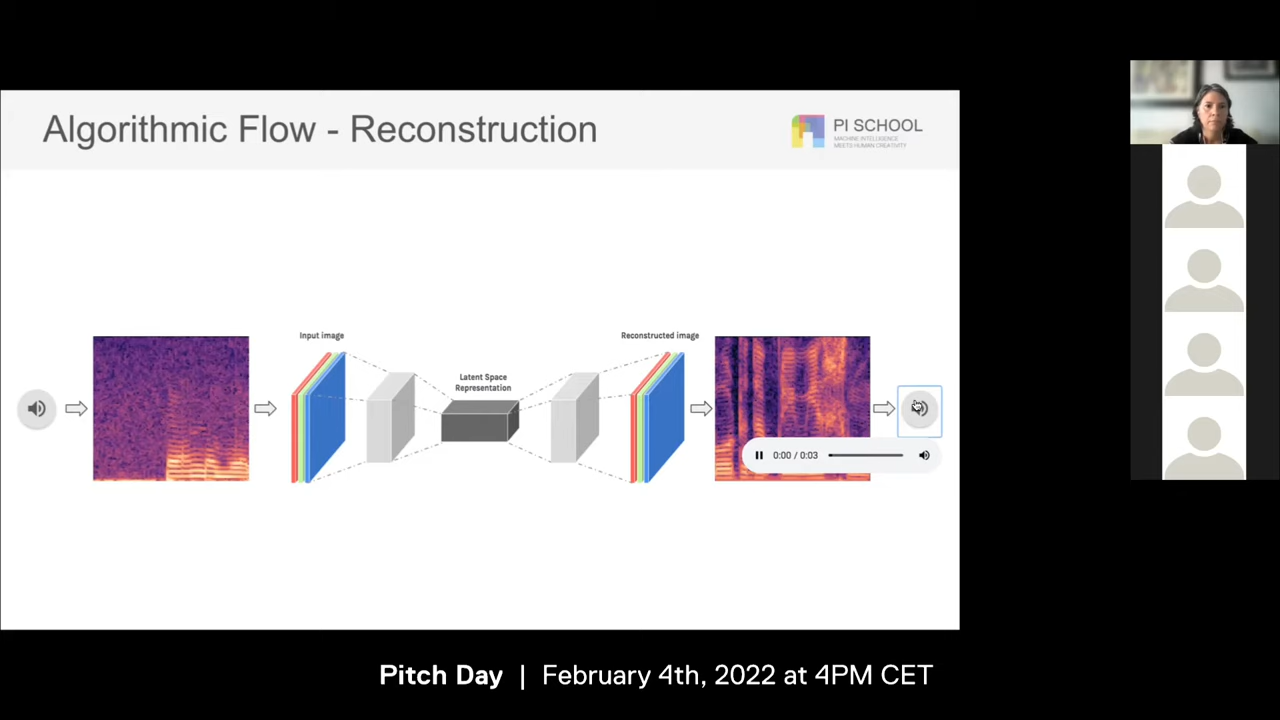 Algorithmic Flow - Reconstruction
PI SCHOOL
MACHINE INTELLIGENCE
MEETS HUMAN CREATIVITY
Input image
Reconstructed image
Latent Space
Representation
0:00 / 0:03
Pitch Day | February 4th, 2022 at 4PM CET